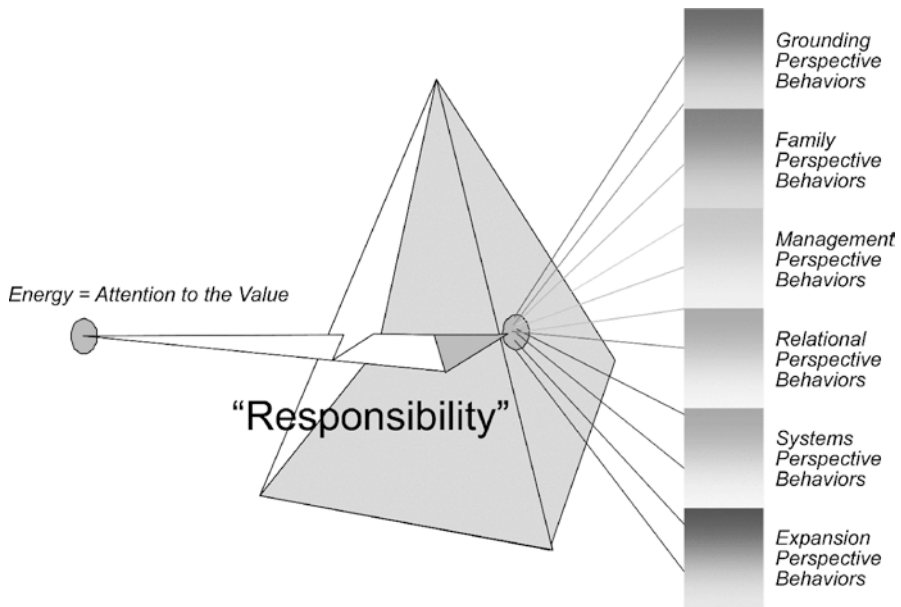 Grounding
Perspective
Behaviors
Family
Perspective
Behaviors
Management
Perspective
Behaviors
Energy = Attention to the Value
Relational
Perspective
Behaviors
“Responsibility”
Systems
Perspective
Behaviors
Expansion
Perspective
Behaviors